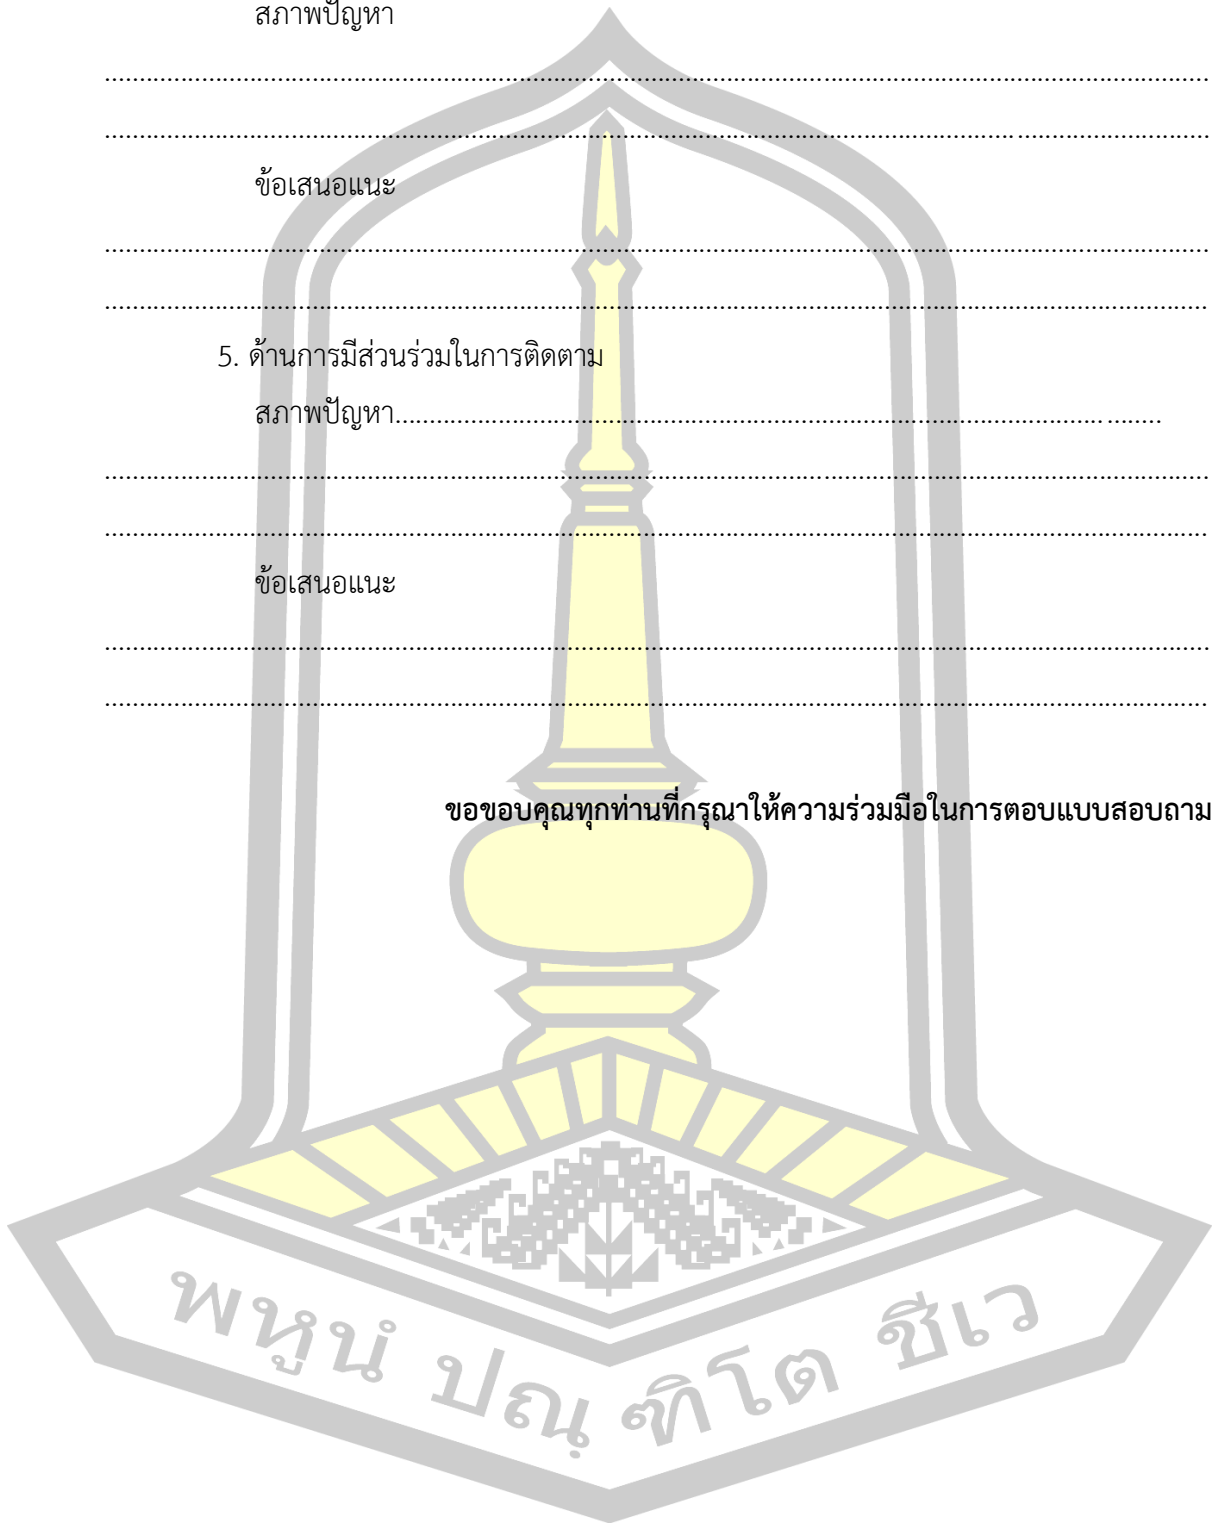 สภาพปัญหา
................................................................................................................................................................
................................................................................................................................................................
ข้อเสนอแนะ
................................................................................................................................................................
................................................................................................................................................................
5. ด้านการมีส่วนร่วมในการติดตาม
สภาพปัญหา..............................................................................................................
................................................................................................................................................................
................................................................................................................................................................
ข้อเสนอแนะ
................................................................................................................................................................
................................................................................................................................................................
ขอขอบคุณทุกท่านที่กรุณาให้ความร่วมมือในการตอบแบบสอบถาม
พหูนํ ปณฺฑิโต ชีเว